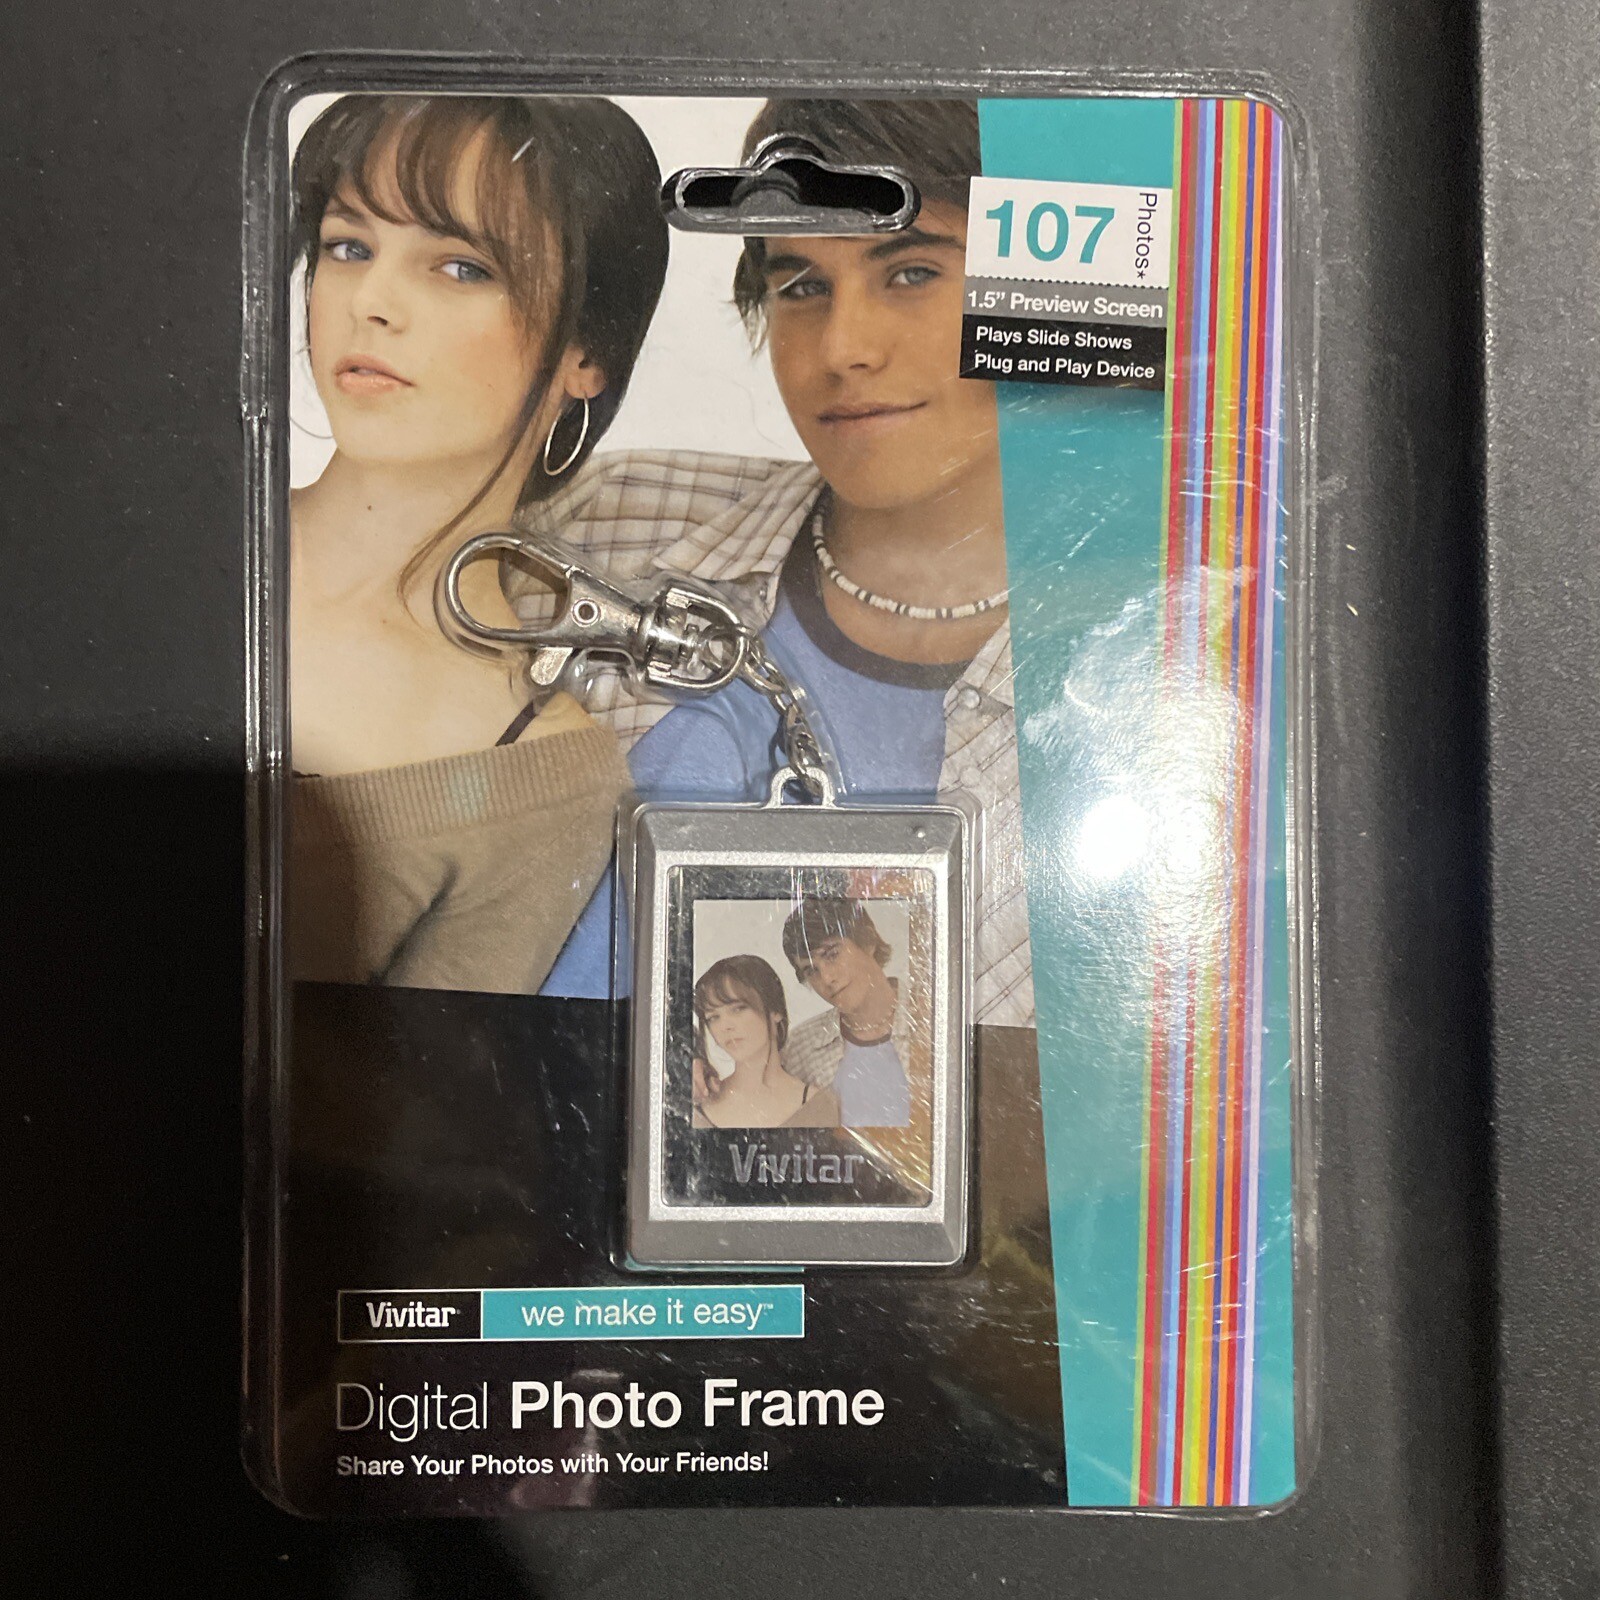 107 Photos*
1.5” Preview Screen
Plays Slide Shows
Plug and Play Device
Vivitar
Vivitar we make it easy™
Digital Photo Frame
Share Your Photos with Your Friends!